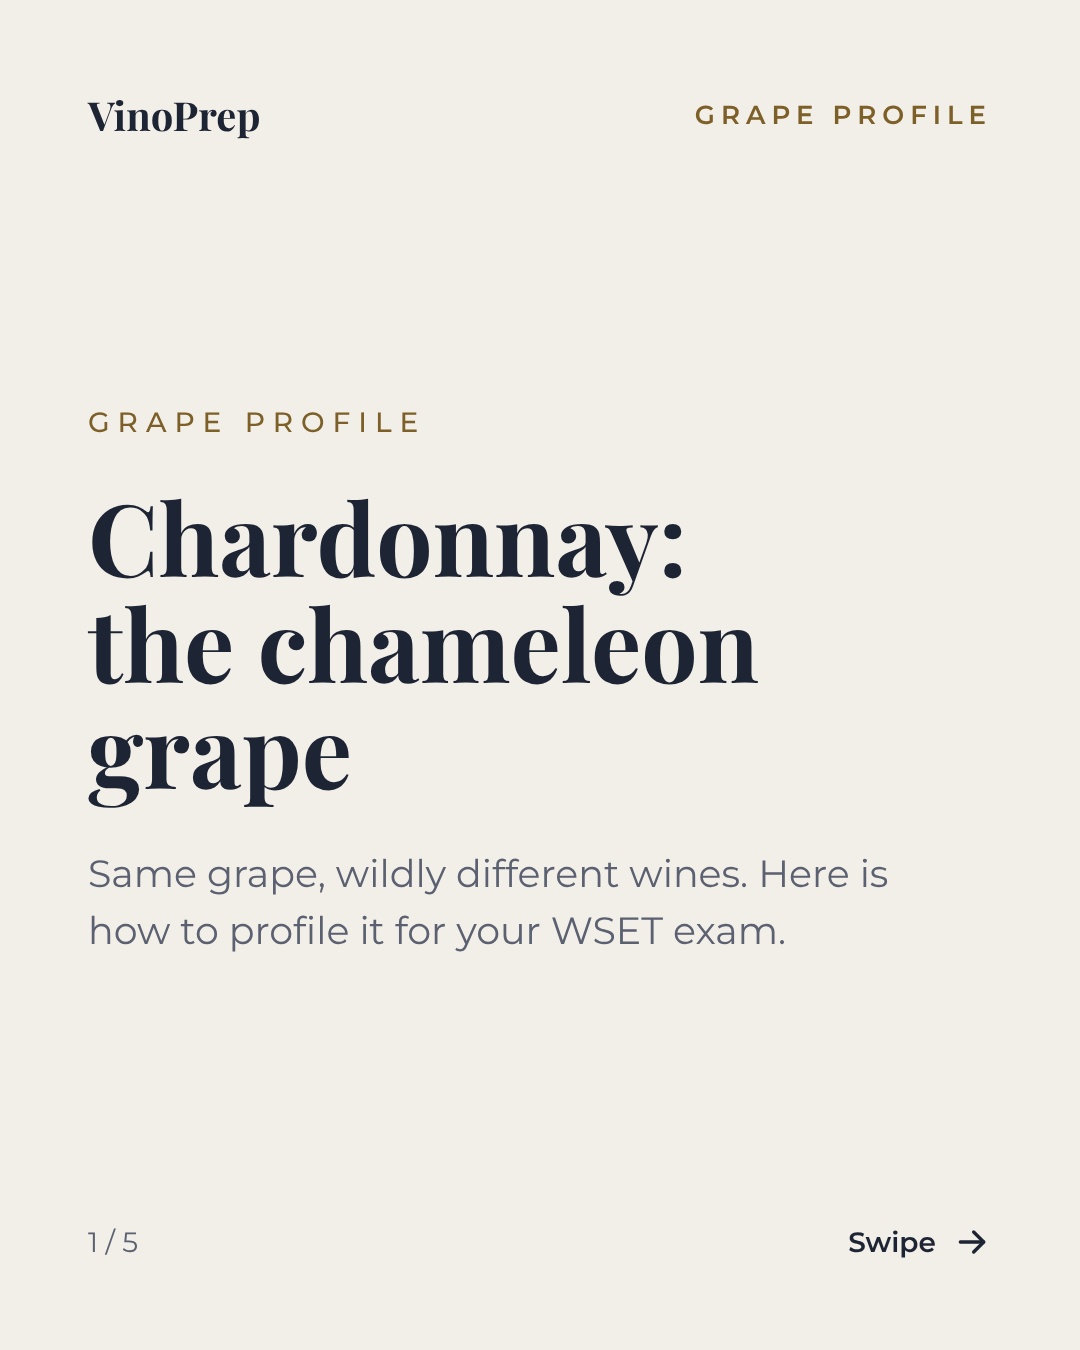 VinoPrep
GRAPE PROFILE
GRAPE PROFILE
Chardonnay:
the chameleon
grape
Same grape, wildly different wines. Here is
how to profile it for your WSET exam.
1 / 5
Swipe →